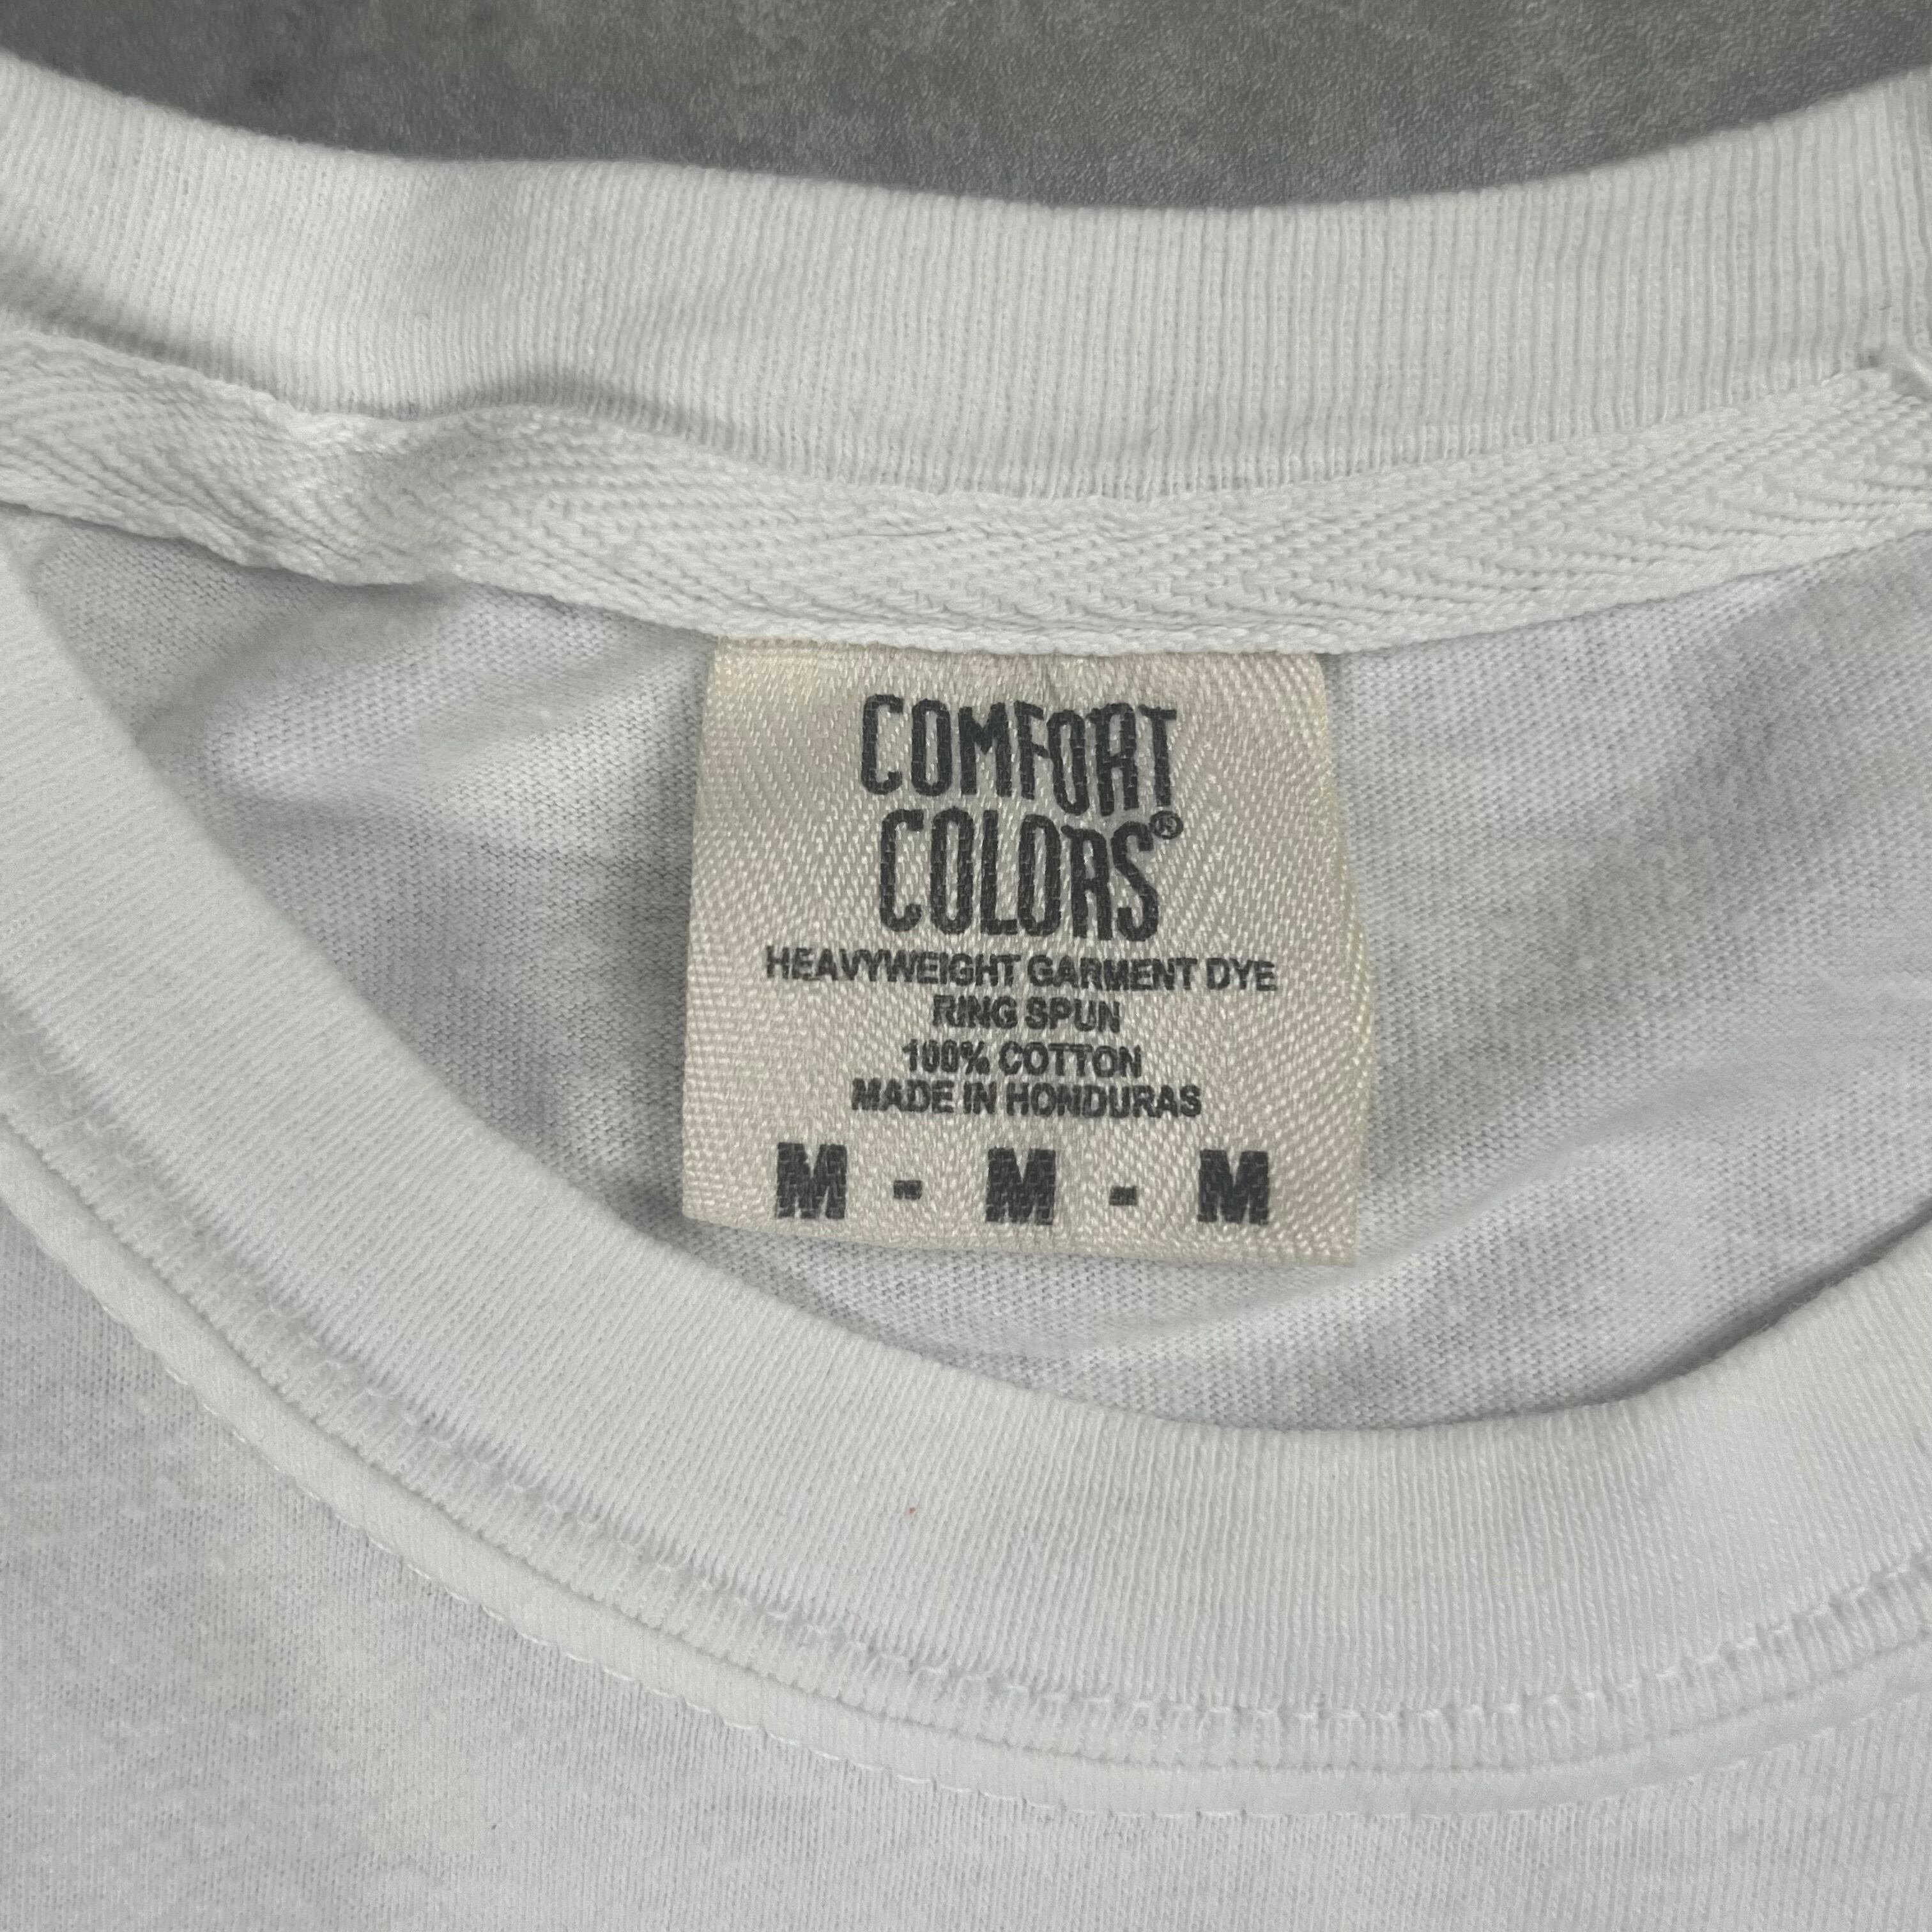 COMFORT
COLORS®
HEAVYWEIGHT GARMENT DYE
RING SPUN
100% COTTON
MADE IN HONDURAS
M - M - M